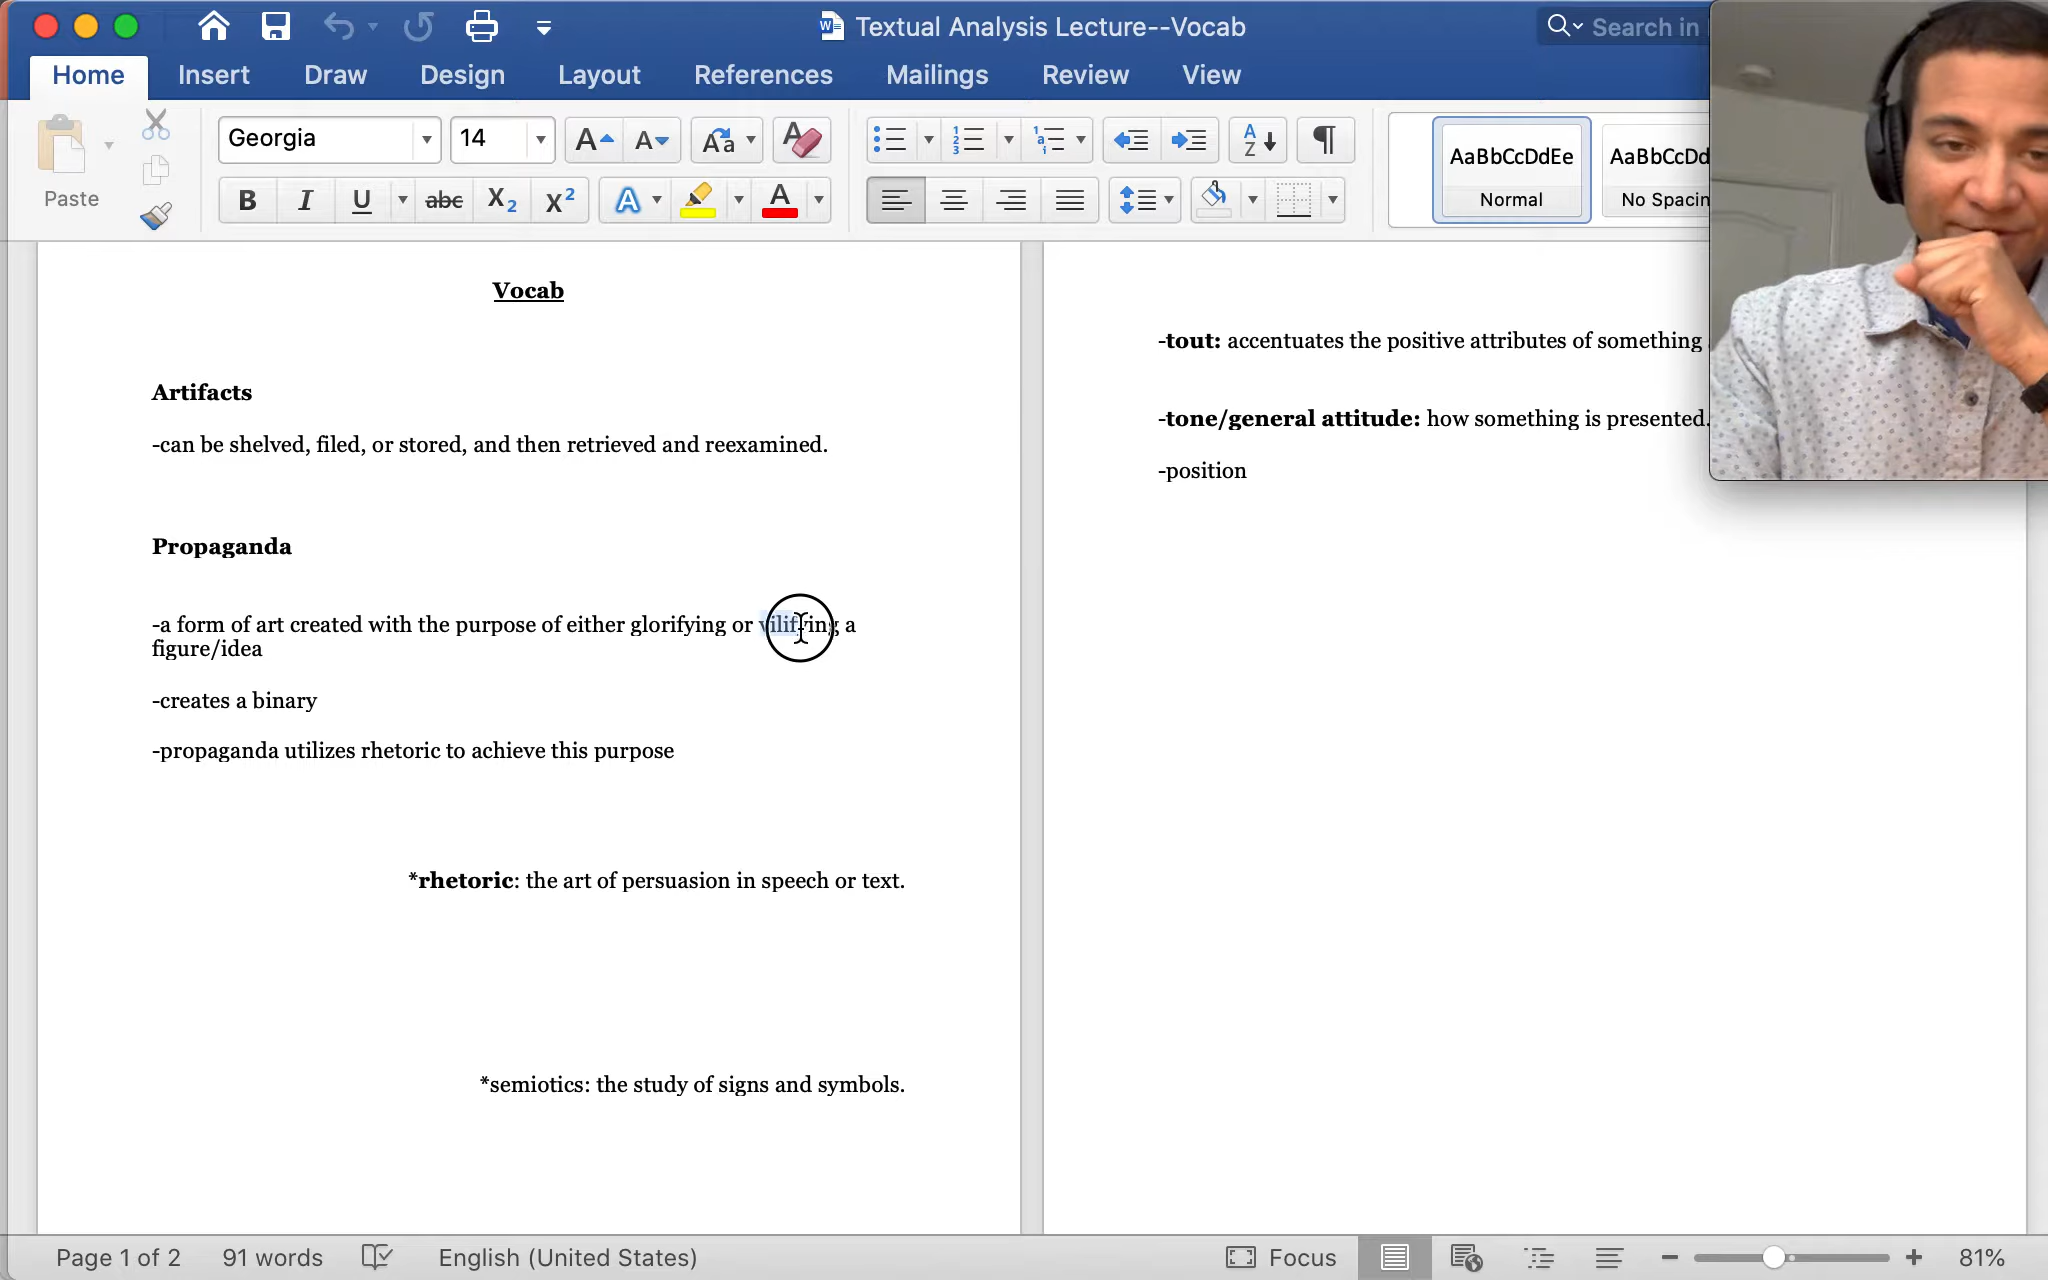 Textual Analysis Lecture--Vocab
Search in
Home Insert Draw Design Layout References Mailings Review View
Paste
Georgia 14
AaBbCcDdEe AaBbCcDd
Normal No Spacin
Vocab
Artifacts
-can be shelved, filed, or stored, and then retrieved and reexamined.
Propaganda
-a form of art created with the purpose of either glorifying or vilifying a
figure/idea
-creates a binary
-propaganda utilizes rhetoric to achieve this purpose
*rhetoric: the art of persuasion in speech or text.
*semiotics: the study of signs and symbols.
-tout: accentuates the positive attributes of something
-tone/general attitude: how something is presented.
-position
Page 1 of 2 91 words English (United States) Focus 81%